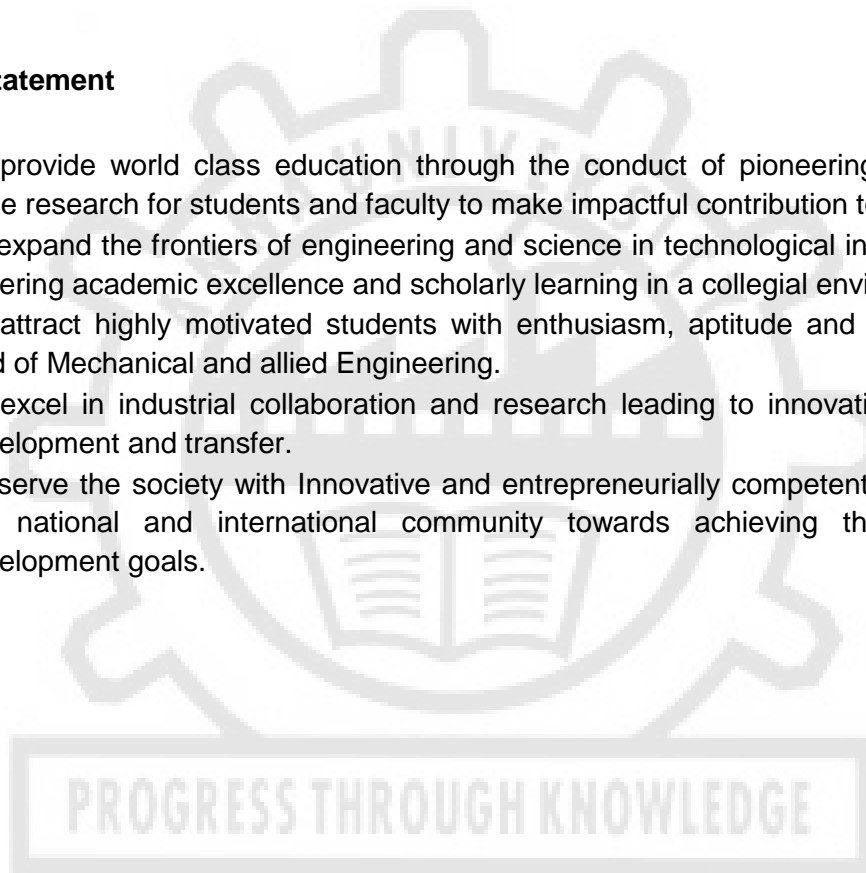 tatement
provide world class education through the conduct of pioneering
e research for students and faculty to make impactful contribution to
expand the frontiers of engineering and science in technological in
ering academic excellence and scholarly learning in a collegial envi
attract highly motivated students with enthusiasm, aptitude and
d of Mechanical and allied Engineering.
excel in industrial collaboration and research leading to innovati
elopment and transfer.
serve the society with Innovative and entrepreneurially competent
national and international community towards achieving th
elopment goals.
ANNA UNIVERSITY
PROGRESS THROUGH KNOWLEDGE